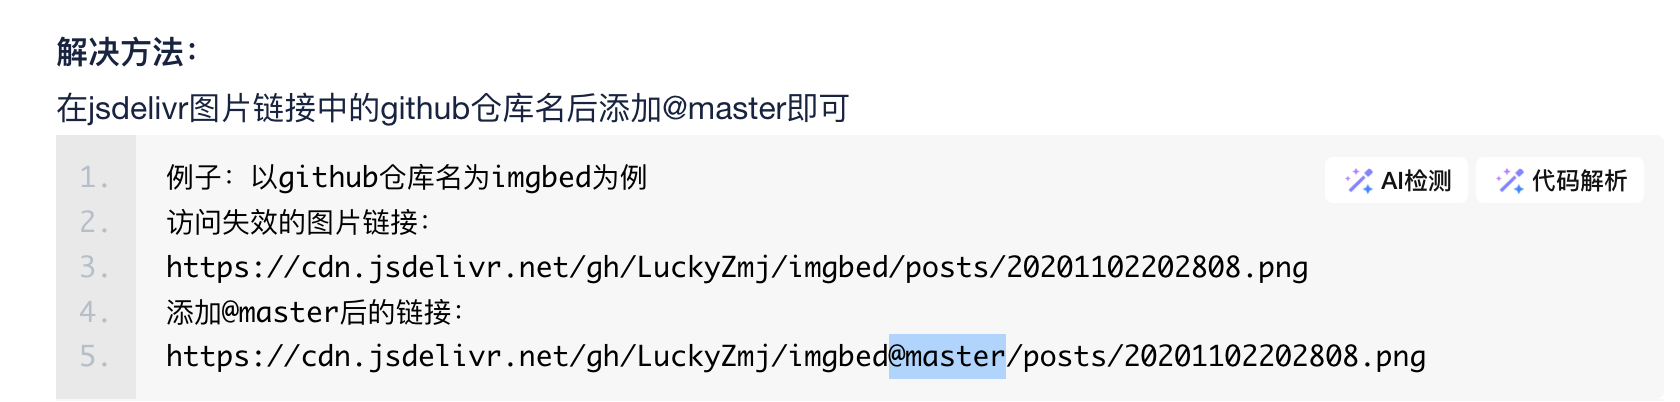 解决方法：
在jsdelivr图片链接中的github仓库名后添加@master即可
1. 例子：以github仓库名为imgbed为例
AI检测 代码解析
2. 访问失效的图片链接：
3. https://cdn.jsdelivr.net/gh/LuckyZmj/imgbed/posts/20201102202808.png
4. 添加@master后的链接：
5. https://cdn.jsdelivr.net/gh/LuckyZmj/imgbed@master/posts/20201102202808.png